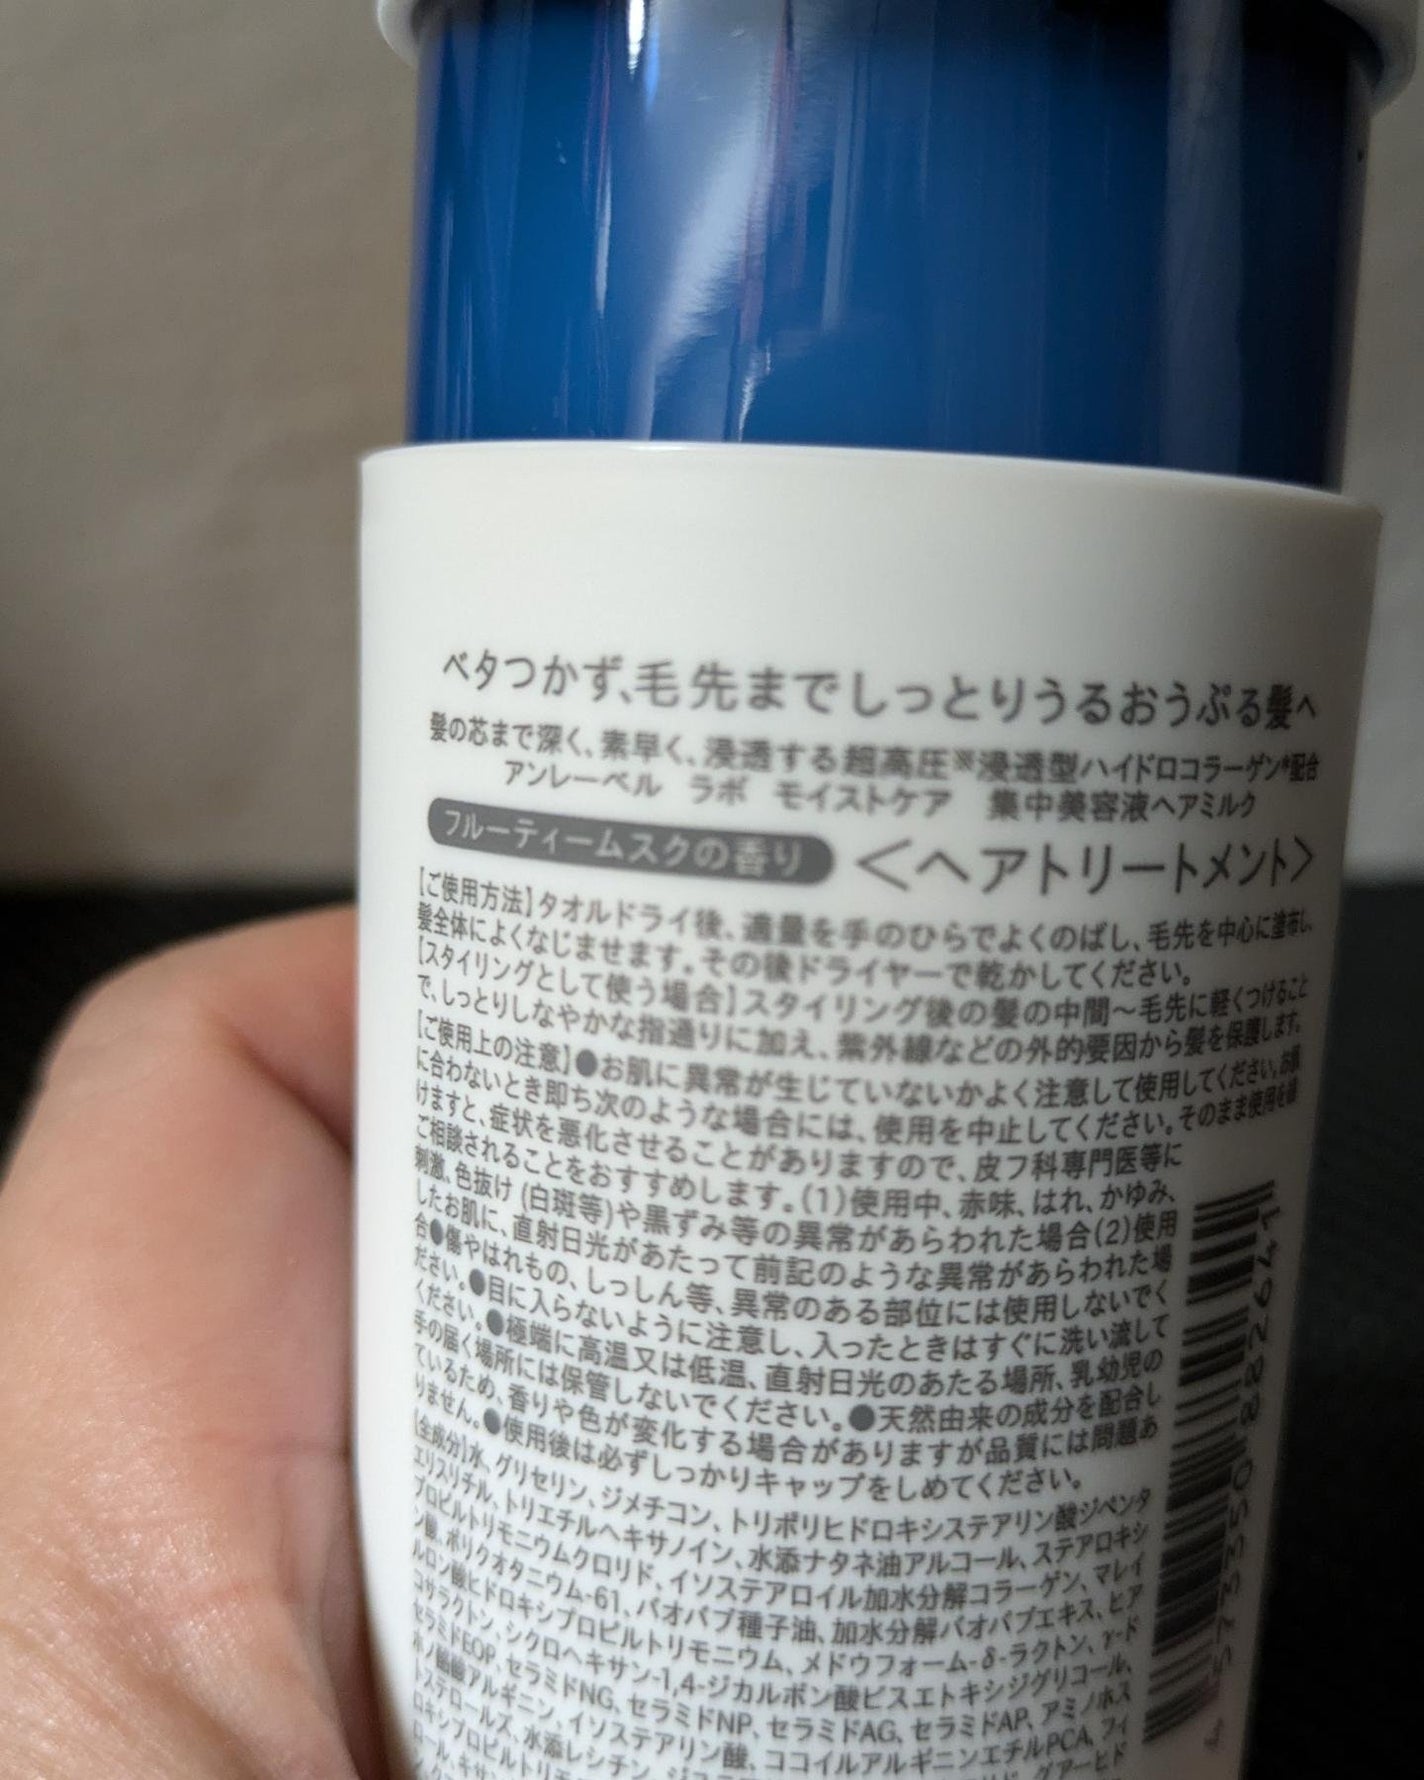 ベタつかず、毛先までしっとりうるおうぷる髪へ
髪の芯まで深く、素早く、浸透する超高圧※浸透型ハイドロコラーゲン*配合
アンレーベル ラボ モイストケア 集中美容液ヘアミルク
フルーティームスクの香り <ヘアトリートメント>
【ご使用方法】タオルドライ後、適量を手のひらでよくのばし、毛先を中心に塗布し、
髪全体によくなじませます。その後ドライヤーで乾かしてください。
【スタイリングとして使う場合】スタイリング後の髪の中間〜毛先に軽くつけること
で、しっとりしなやかな指通りに加え、紫外線などの外的要因から髪を保護します。
【ご使用上の注意】●お肌に異常が生じていないかよく注意して使用してください。お肌
に合わないとき即ち次のような場合には、使用を中止してください。そのまま使用を続
けますと、症状を悪化させることがありますので、皮フ科専門医等に
ご相談されることをおすすめします。(1)使用中、赤味、はれ、かゆみ、
刺激、色抜け(白斑等)や黒ずみ等の異常があらわれた場合(2)使用
したお肌に、直射日光があたって前記のような異常があらわれた場
合●傷やはれもの、しっしん等、異常のある部位には使用しないでく
ださい。●目に入らないように注意し、入ったときはすぐに洗い流して
ください。●極端に高温又は低温、直射日光のあたる場所、乳幼児の
手の届く場所には保管しないでください。●天然由来の成分を配合し
ているため、香りや色が変化する場合がありますが品質には問題あ
りません。●使用後は必ずしっかりキャップをしめてください。
【全成分】水、グリセリン、ジメチコン、トリポリヒドロキシステアリン酸ジペンタ
エリスリチル、トリエチルヘキサノイン、水添ナタネ油アルコール、ステアロキシ
プロピルトリモニウムクロリド、イソステアロイル加水分解コラーゲン、マレイ
ン酸、ポリクオタニウム-61、バオバブ種子油、加水分解バオバブエキス、ヒア
ルロン酸ヒドロキシプロピルトリモニウム、メドウフォーム-δ-ラクトン、γ-ド
コサラクトン、シクロヘキサン-1,4-ジカルボン酸ビスエトキシジグリコール、
セラミドEOP、セラミドNG、セラミドNP、セラミドAG、セラミドAP、アミノホス
アルギニン、イソステアリン酸、ココイルアルギニンエチルPCA、フィ
トステロールズ、水添レシチン、
ロキシプロピルトリモ グアーヒド